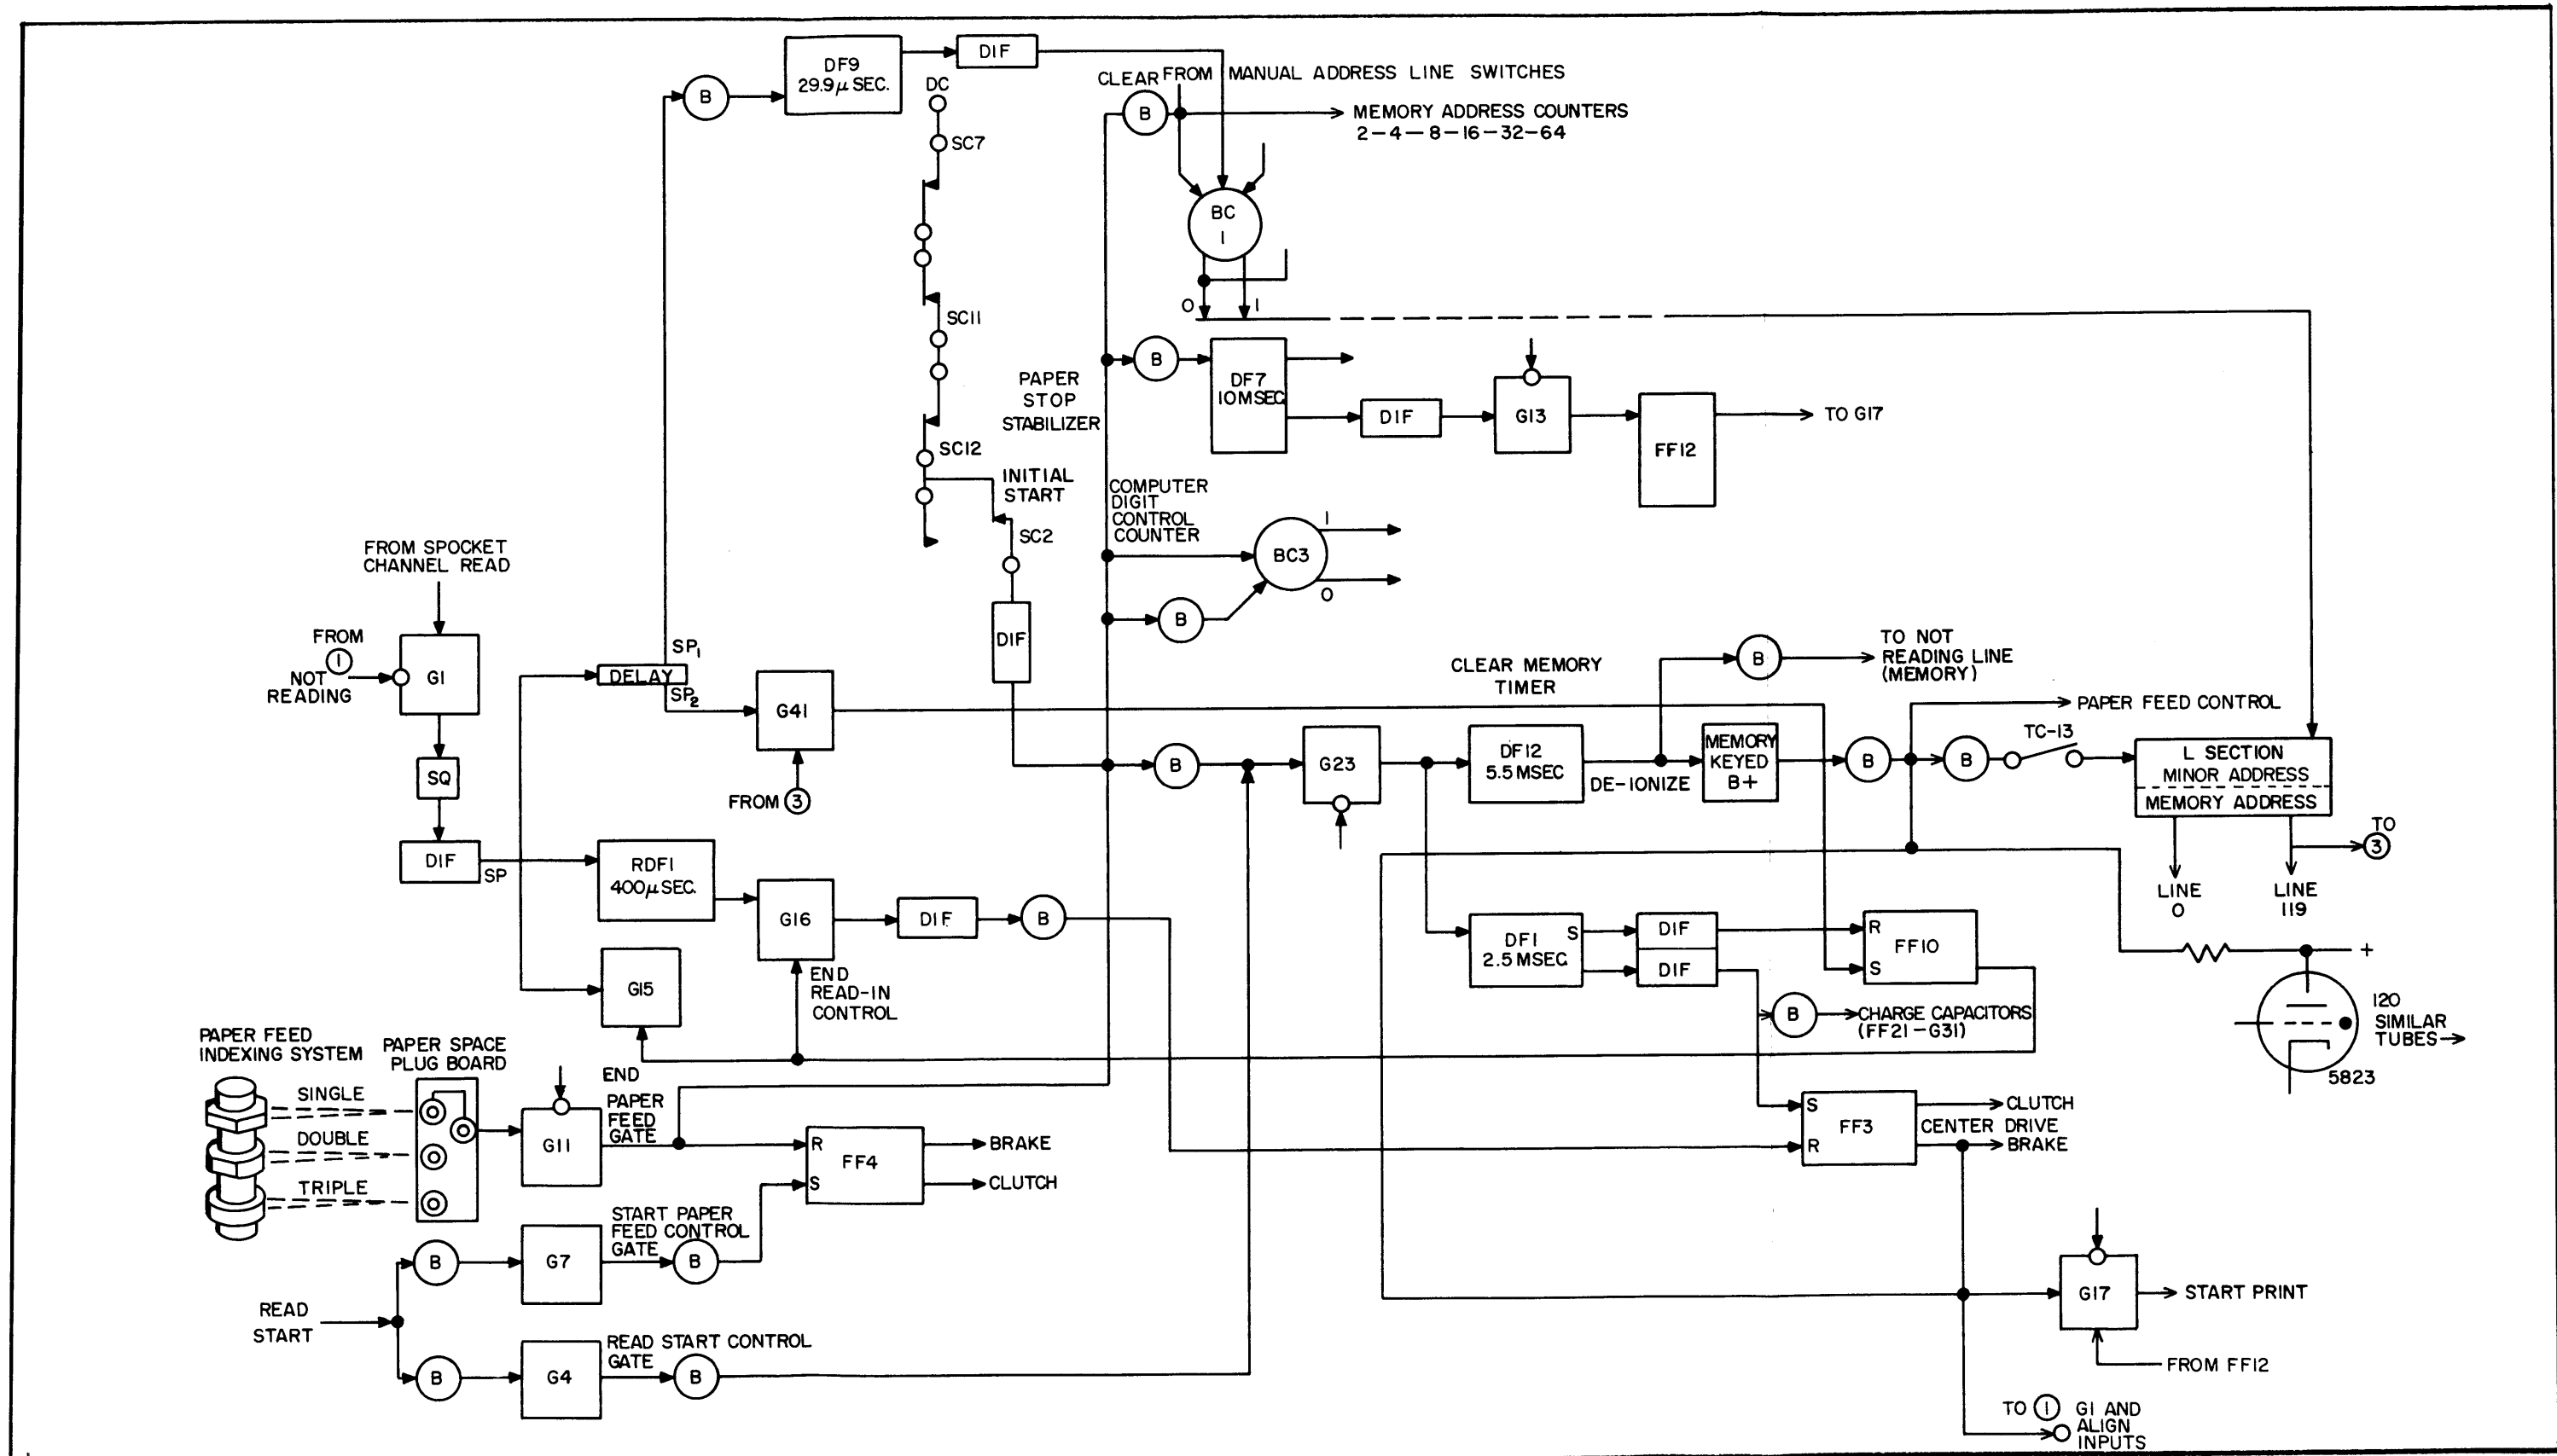 DF9
29.9μ SEC.
DIF
B
DC
SC7
SC11
SC12
INITIAL
START
SC2
DIF
PAPER
STOP
STABILIZER
CLEAR
FROM MANUAL ADDRESS LINE SWITCHES
B
MEMORY ADDRESS COUNTERS
2-4-8-16-32-64
BC
1
0
1
B
DF7
10MSEC
DIF
G13
FF12
TO G17
COMPUTER
DIGIT
CONTROL
COUNTER
BC3
1
0
B
FROM SPOCKET
CHANNEL READ
FROM
1
NOT
READING
G1
SQ
DIF
SP
DELAY
SP1
SP2
G41
FROM 3
RDF1
400μ SEC.
G16
DIF
B
G15
END
READ-IN
CONTROL
B
G23
CLEAR MEMORY
TIMER
DF12
5.5 MSEC
DE-IONIZE
B
TO NOT
READING LINE
(MEMORY)
MEMORY
KEYED
B+
B
PAPER FEED CONTROL
B
TC-13
L SECTION
MINOR ADDRESS
MEMORY ADDRESS
LINE
0
LINE
119
TO
3
DF1
2.5 MSEC
S
DIF
DIF
R
S
FF10
B
CHARGE CAPACITORS
(FF21-G31)
+
120
SIMILAR
TUBES
5823
PAPER FEED
INDEXING SYSTEM
SINGLE
DOUBLE
TRIPLE
PAPER SPACE
PLUG BOARD
G11
END
PAPER
FEED
GATE
R
S
FF4
BRAKE
CLUTCH
S
R
FF3
CLUTCH
CENTER DRIVE
BRAKE
READ
START
B
G7
START PAPER
FEED CONTROL
GATE
B
B
G4
READ START CONTROL
GATE
B
G17
START PRINT
FROM FF12
TO 1 G1 AND
ALIGN
INPUTS